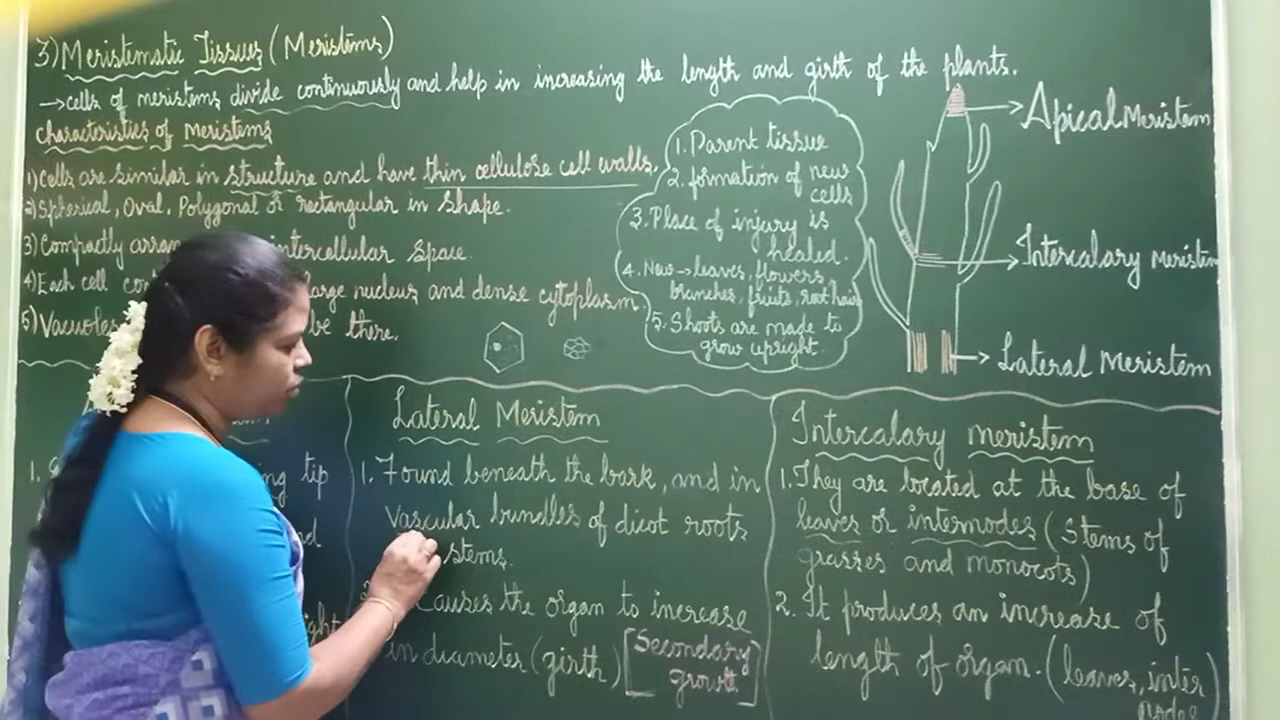 3) Meristematic Tissues (Meristems)
→ cells of meristems divide continuously and help in increasing the length and girth of the plants.
characteristics of Meristems
1) Cells are similar in structure and have thin cellulose cell walls.
2) Spherical, Oval, Polygonal or rectangular in shape.
3) Compactly intercellular space.
4) Each cell large nucleus and dense cytoplasm.
5) Vacuoles be there.
1. Parent tissue
2. formation of new
cells
3. Place of injury is
healed.
4. New → leaves, flowers,
branches, fruits, root hair
5. Shoots are made to
grow upright.
Apical Meristem
Intercalary Meristem
Lateral Meristem
1. tip
Lateral Meristem
1. Found beneath the bark, and in
Vascular bundles of dicot roots
stems.
Causes the organ to increase
in diameter (girth) [Secondary
growth]
Intercalary meristem
1. They are located at the base of
leaves or internodes (Stems of
grasses and monocots)
2. It produces an increase of
length of organ. (leaves, inter
node)